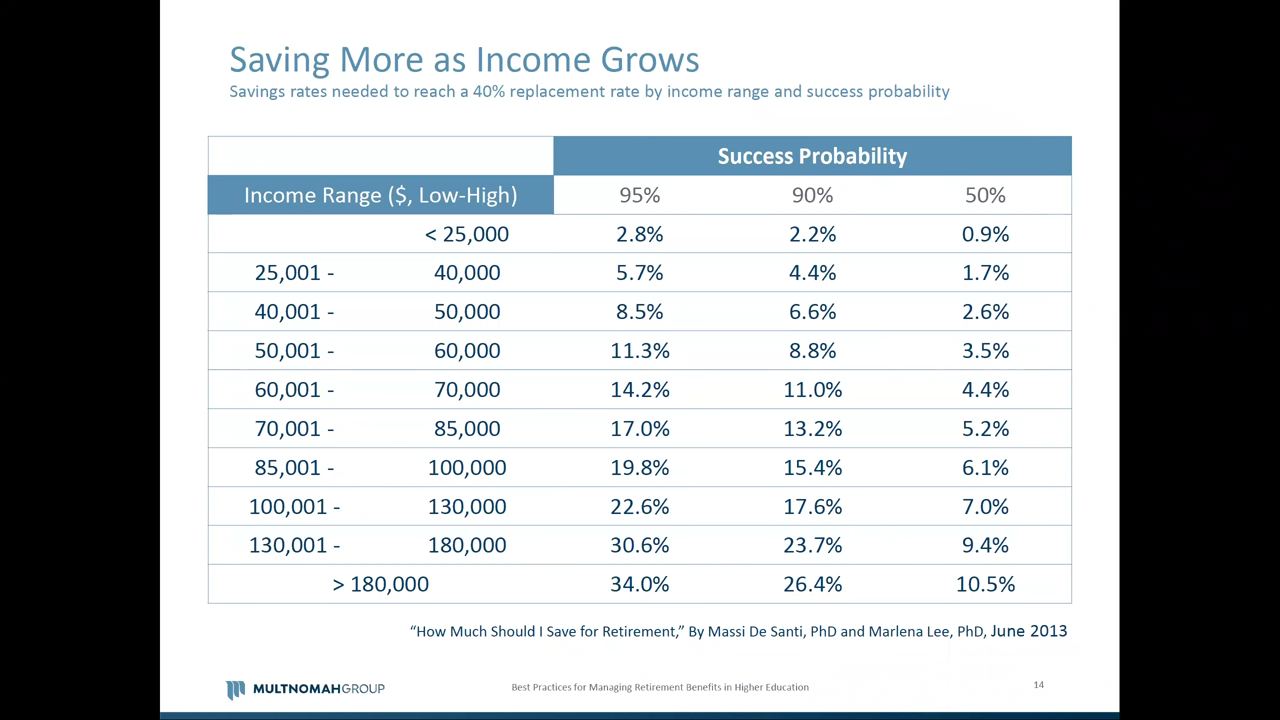 Saving More as Income Grows
Savings rates needed to reach a 40% replacement rate by income range and success probability
Success Probability
Income Range ($, Low-High) 95% 90% 50%
< 25,000 2.8% 2.2% 0.9%
25,001 - 40,000 5.7% 4.4% 1.7%
40,001 - 50,000 8.5% 6.6% 2.6%
50,001 - 60,000 11.3% 8.8% 3.5%
60,001 - 70,000 14.2% 11.0% 4.4%
70,001 - 85,000 17.0% 13.2% 5.2%
85,001 - 100,000 19.8% 15.4% 6.1%
100,001 - 130,000 22.6% 17.6% 7.0%
130,001 - 180,000 30.6% 23.7% 9.4%
> 180,000 34.0% 26.4% 10.5%
“How Much Should I Save for Retirement,” By Massi De Santi, PhD and Marlena Lee, PhD, June 2013
MULTNOMAHGROUP Best Practices for Managing Retirement Benefits in Higher Education 14